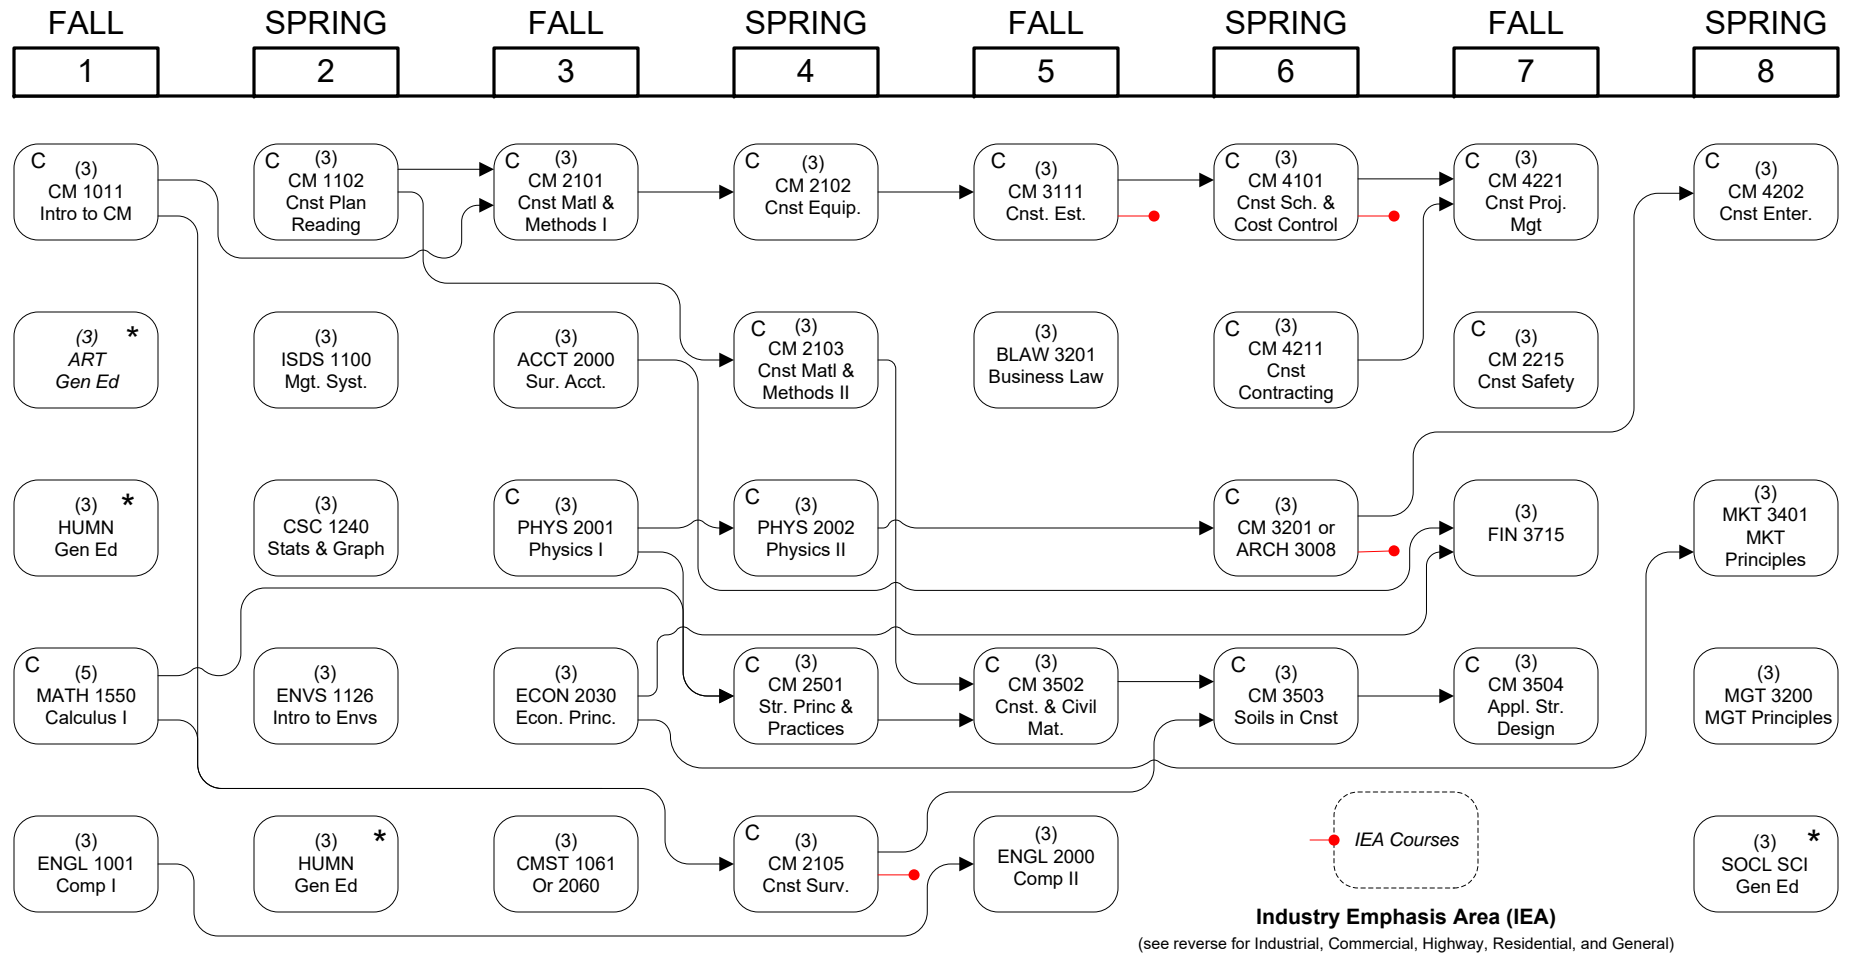 FALL
SPRING
FALL
SPRING
FALL
SPRING
FALL
SPRING
1
2
3
4
5
6
7
8
C (3)
CM 1011
Intro to CM
C (3)
CM 1102
Cnst Plan
Reading
C (3)
CM 2101
Cnst Matl &
Methods I
C (3)
CM 2102
Cnst Equip.
C (3)
CM 3111
Cnst. Est.
C (3)
CM 4101
Cnst Sch. &
Cost Control
C (3)
CM 4221
Cnst Proj.
Mgt
C (3)
CM 4202
Cnst Enter.
(3) *
ART
Gen Ed
(3)
ISDS 1100
Mgt. Syst.
(3)
ACCT 2000
Sur. Acct.
C (3)
CM 2103
Cnst Matl &
Methods II
(3)
BLAW 3201
Business Law
C (3)
CM 4211
Cnst
Contracting
C (3)
CM 2215
Cnst Safety
(3) *
HUMN
Gen Ed
(3)
CSC 1240
Stats & Graph
C (3)
PHYS 2001
Physics I
C (3)
PHYS 2002
Physics II
C (3)
CM 3201 or
ARCH 3008
(3)
FIN 3715
(3)
MKT 3401
MKT
Principles
C (5)
MATH 1550
Calculus I
(3)
ENVS 1126
Intro to Envs
(3)
ECON 2030
Econ. Princ.
C (3)
CM 2501
Str. Princ &
Practices
C (3)
CM 3502
Cnst. & Civil
Mat.
C (3)
CM 3503
Soils in Cnst
C (3)
CM 3504
Appl. Str.
Design
(3)
MGT 3200
MGT Principles
(3)
ENGL 1001
Comp I
(3) *
HUMN
Gen Ed
(3)
CMST 1061
Or 2060
C (3)
CM 2105
Cnst Surv.
(3)
ENGL 2000
Comp II
IEA Courses
(3) *
SOCL SCI
Gen Ed
Industry Emphasis Area (IEA)
(see reverse for Industrial, Commercial, Highway, Residential, and General)